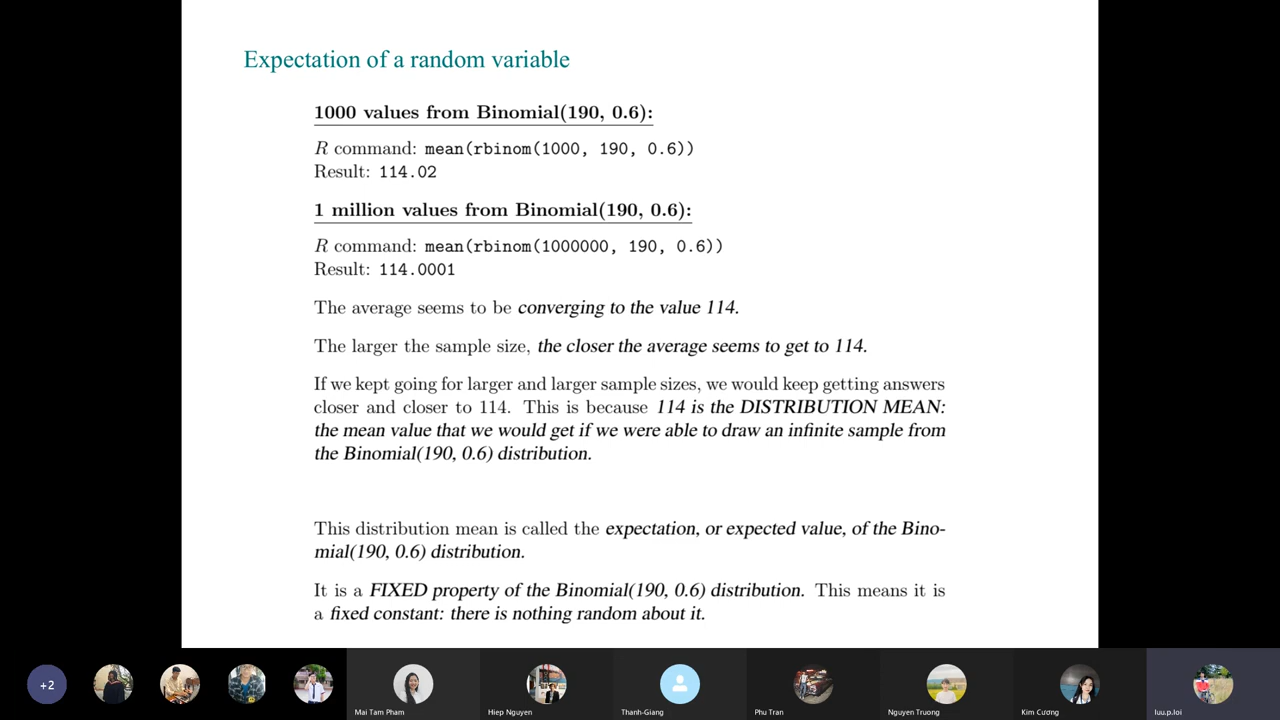 Expectation of a random variable
1000 values from Binomial(190, 0.6):
R command: mean(rbinom(1000, 190, 0.6))
Result: 114.02
1 million values from Binomial(190, 0.6):
R command: mean(rbinom(1000000, 190, 0.6))
Result: 114.0001
The average seems to be converging to the value 114.
The larger the sample size, the closer the average seems to get to 114.
If we kept going for larger and larger sample sizes, we would keep getting answers
closer and closer to 114. This is because 114 is the DISTRIBUTION MEAN:
the mean value that we would get if we were able to draw an infinite sample from
the Binomial(190, 0.6) distribution.
This distribution mean is called the expectation, or expected value, of the Bino-
mial(190, 0.6) distribution.
It is a FIXED property of the Binomial(190, 0.6) distribution. This means it is
a fixed constant: there is nothing random about it.
+2
Mai Tam Pham
Hiep Nguyen
Thanh-Giang
Phu Tran
Nguyen Truong
Kim Cương
luu.p.loi